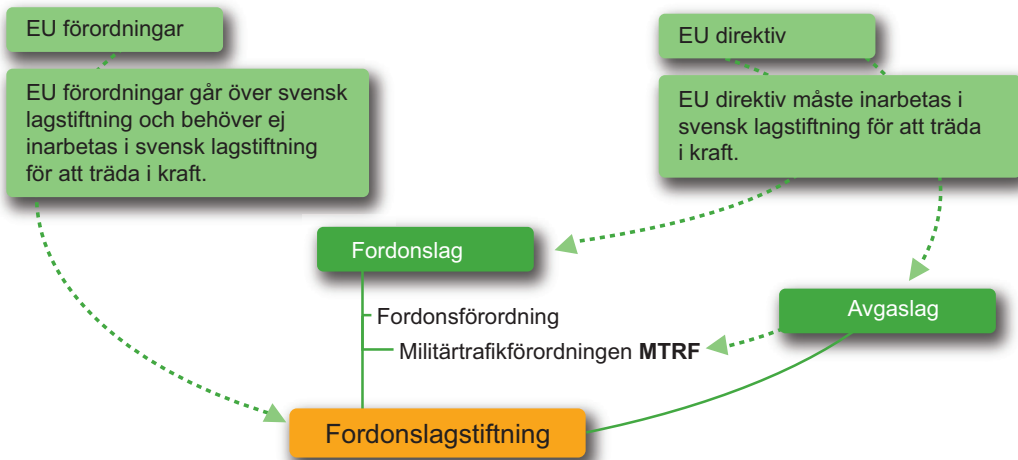 EU förordningar
EU förordningar går över svensk
lagstiftning och behöver ej
inarbetas i svensk lagstiftning
för att träda i kraft.
EU direktiv
EU direktiv måste inarbetas i
svensk lagstiftning för att träda
i kraft.
Fordonslag
Fordonsförordning
Militärtrafikförordningen MTRF
Avgaslag
Fordonslagstiftning